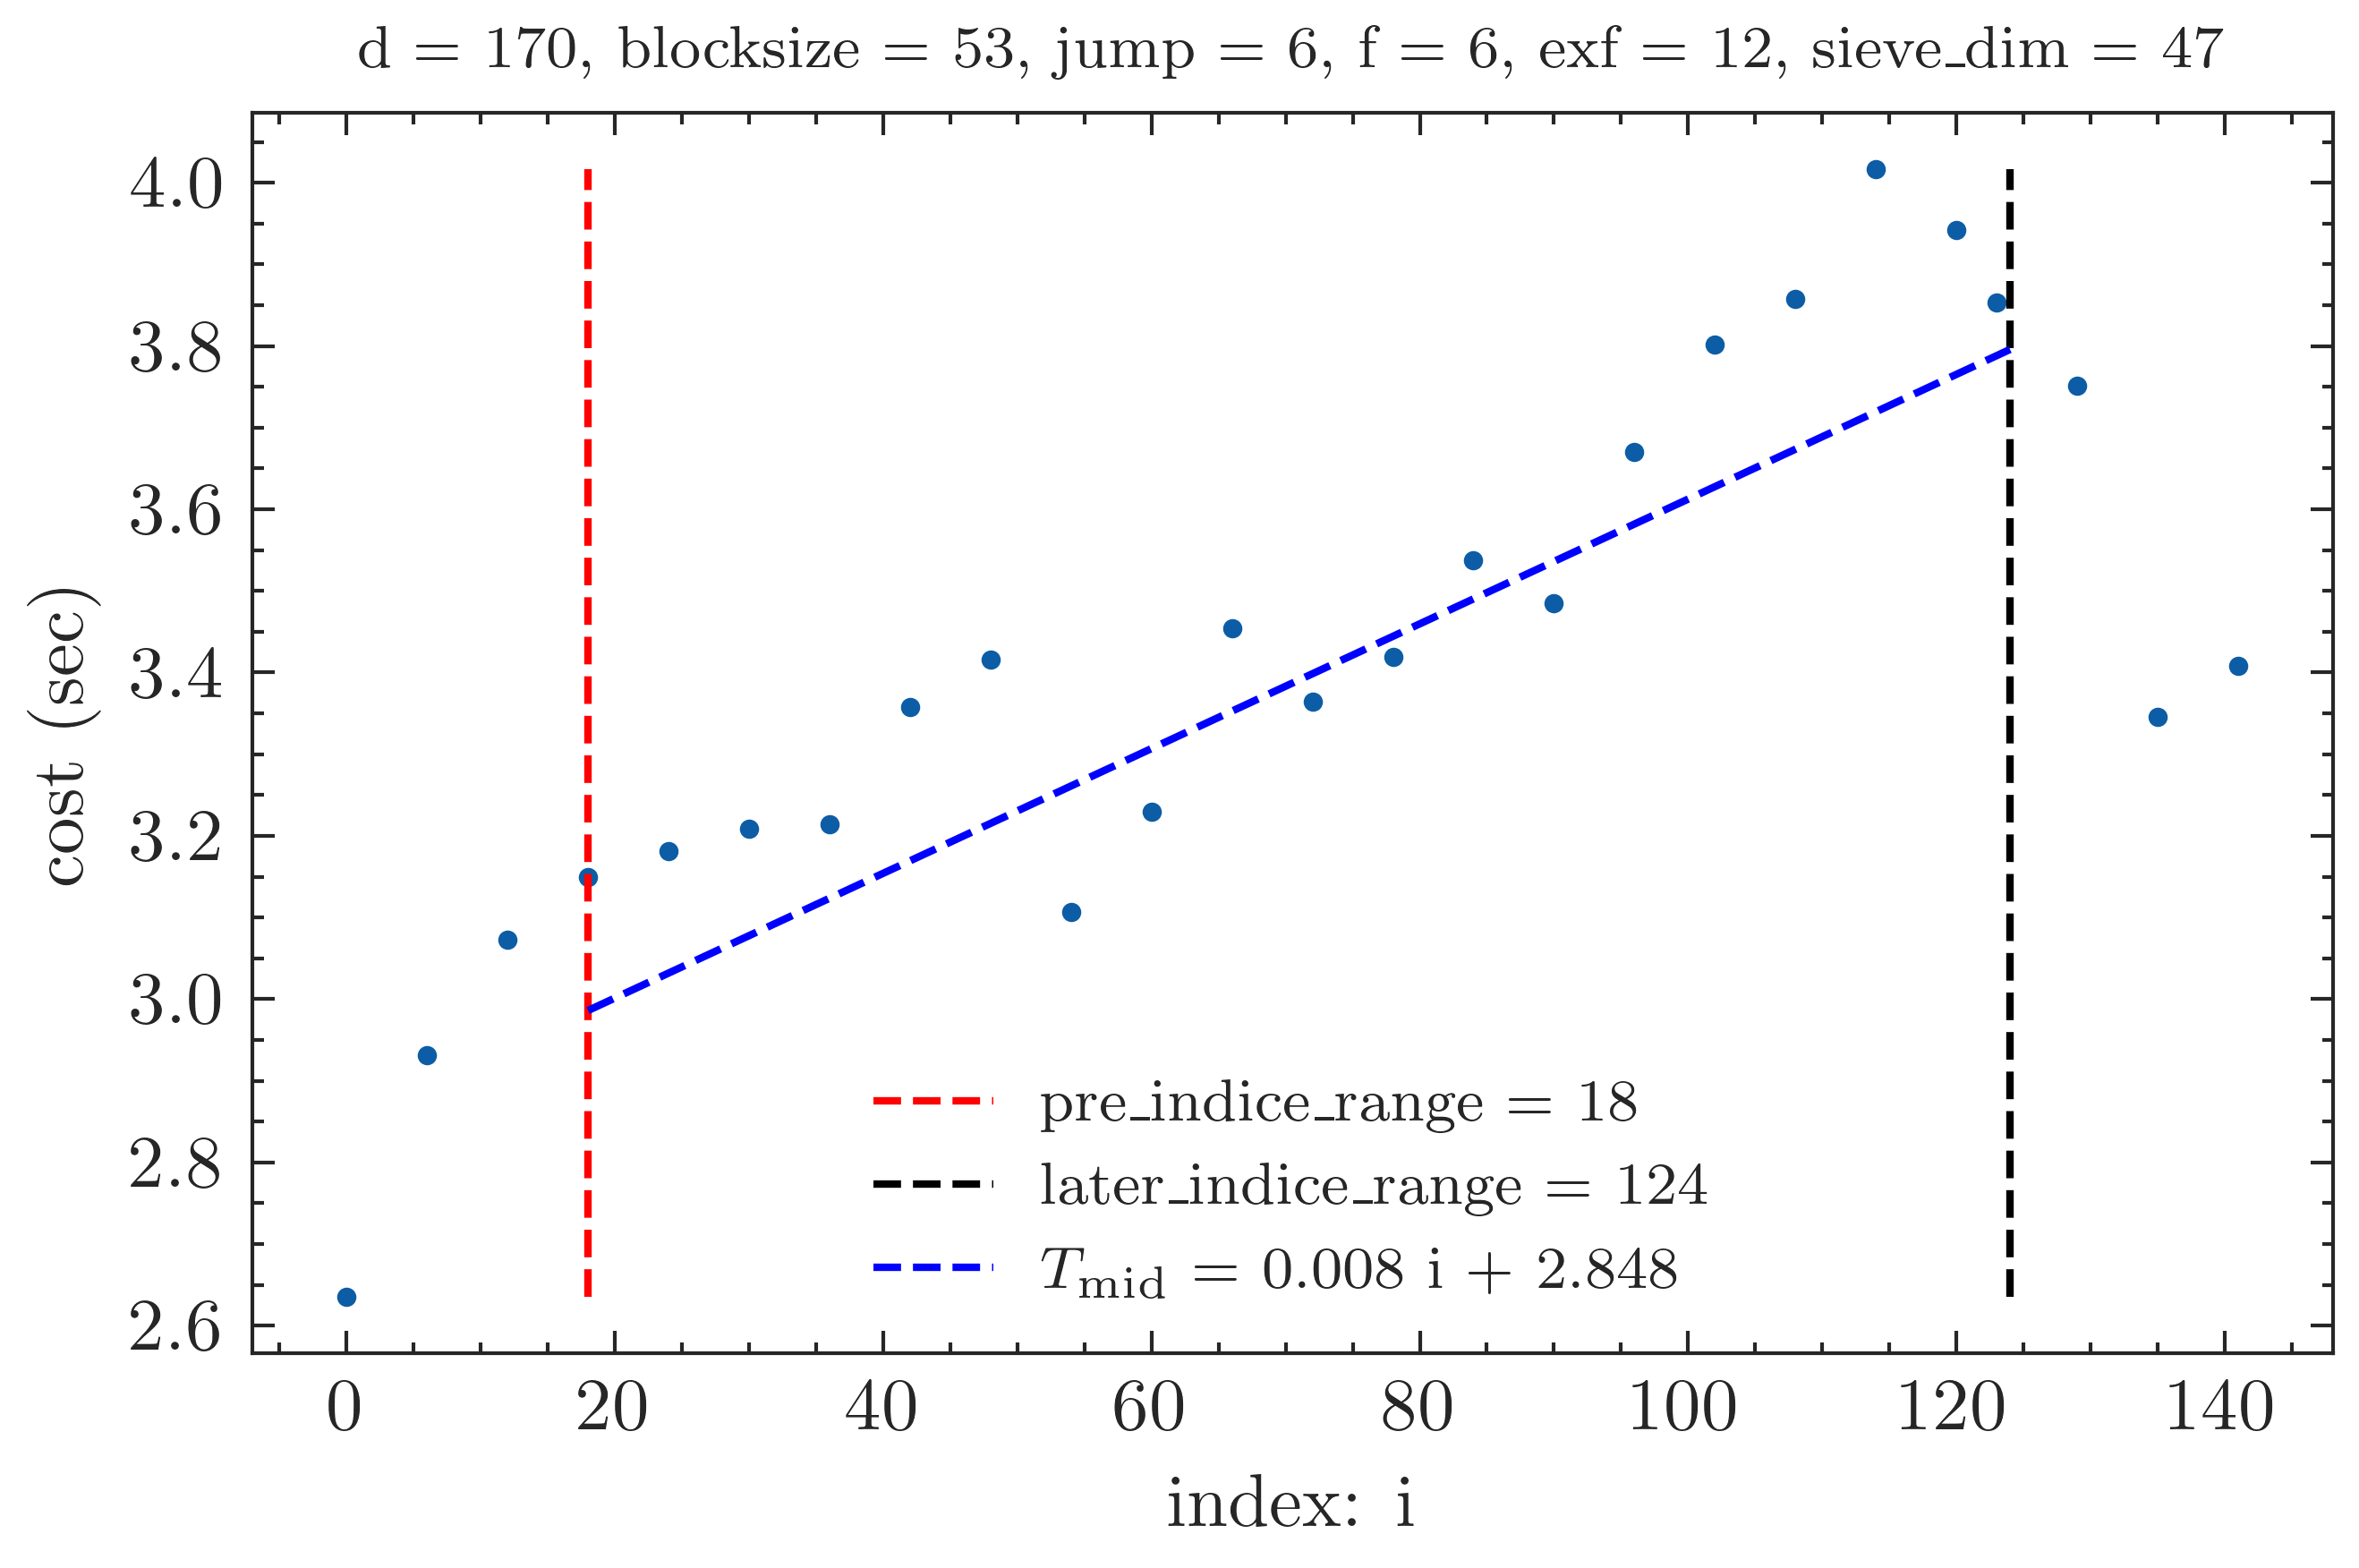 d = 170, blocksize = 53, jump = 6, f = 6, exf = 12, sieve_dim = 47
4.0
3.8
3.6
3.4
3.2
3.0
2.8
2.6
cost (sec)
pre_indice_range = 18
later_indice_range = 124
T_mid = 0.008 i + 2.848
0 20 40 60 80 100 120 140
index: i